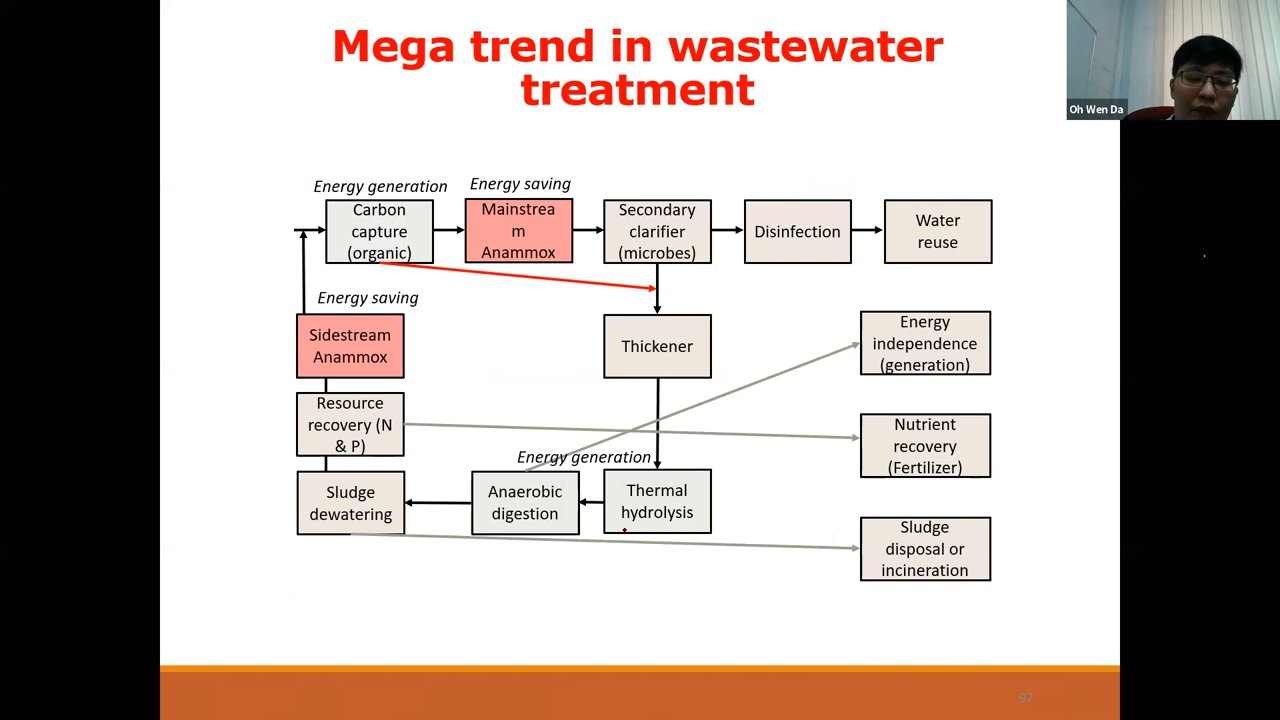 Mega trend in wastewater
treatment
Oh Wen Da
Energy generation
Energy saving
Carbon
capture
(organic)
Mainstrea
m
Anammox
Secondary
clarifier
(microbes)
Disinfection
Water
reuse
Energy saving
Sidestream
Anammox
Thickener
Energy
independence
(generation)
Resource
recovery (N
& P)
Nutrient
recovery
(Fertilizer)
Energy generation
Sludge
dewatering
Anaerobic
digestion
Thermal
hydrolysis
Sludge
disposal or
incineration
97